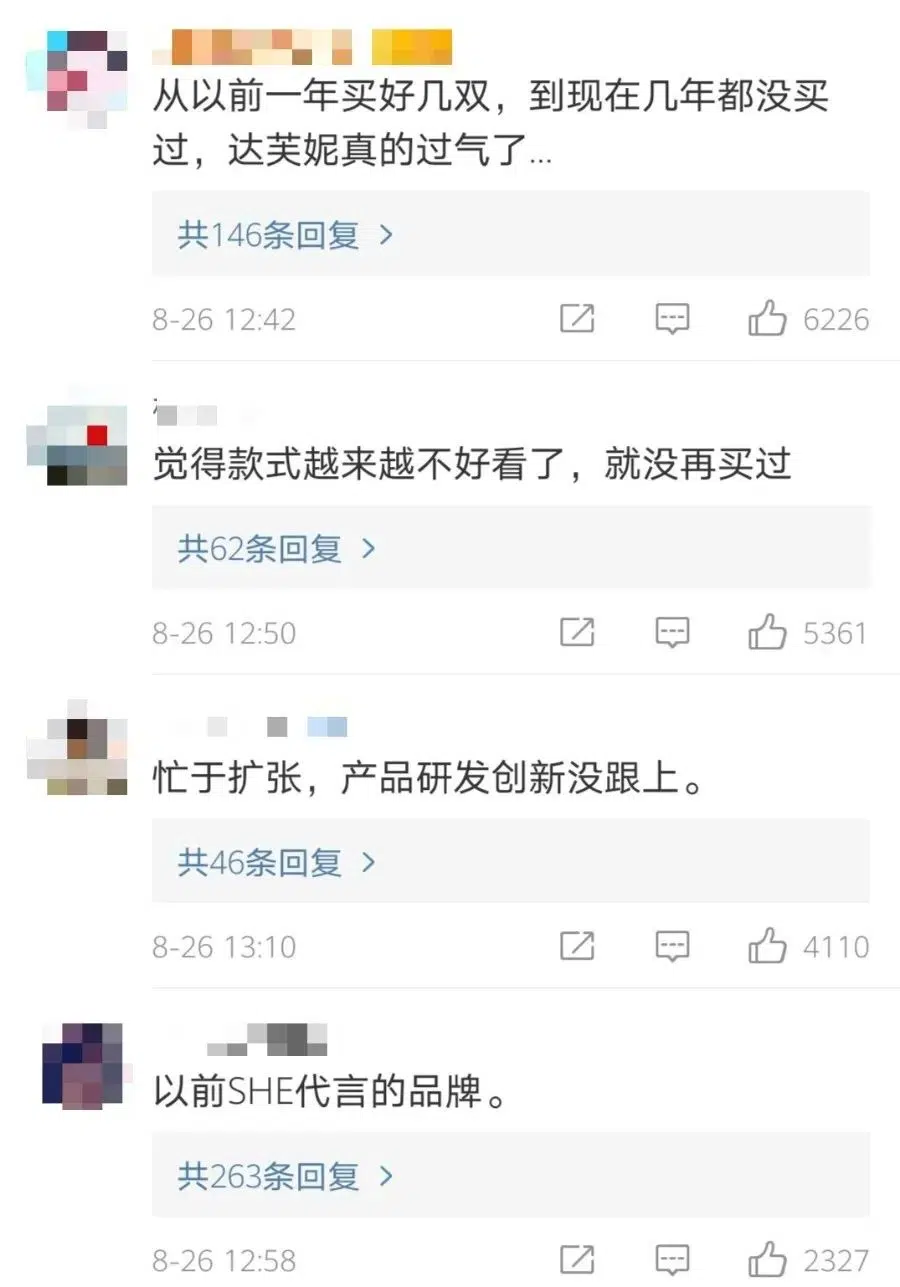 从以前一年买好几双，到现在几年都没买
过，达芙妮真的过气了...
共146条回复 >
8-26 12:42
6226
觉得款式越来越不好看了，就没再买过
共62条回复 >
8-26 12:50
5361
忙于扩张，产品研发创新没跟上。
共46条回复 >
8-26 13:10
4110
以前SHE代言的品牌。
共263条回复 >
8-26 12:58
2327